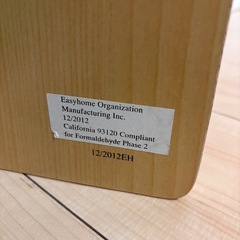 Easyhome Organization
Manufacturing Inc.
12/2012
California 93120 Compliant
for Formaldehyde Phase 2
12/2012EH